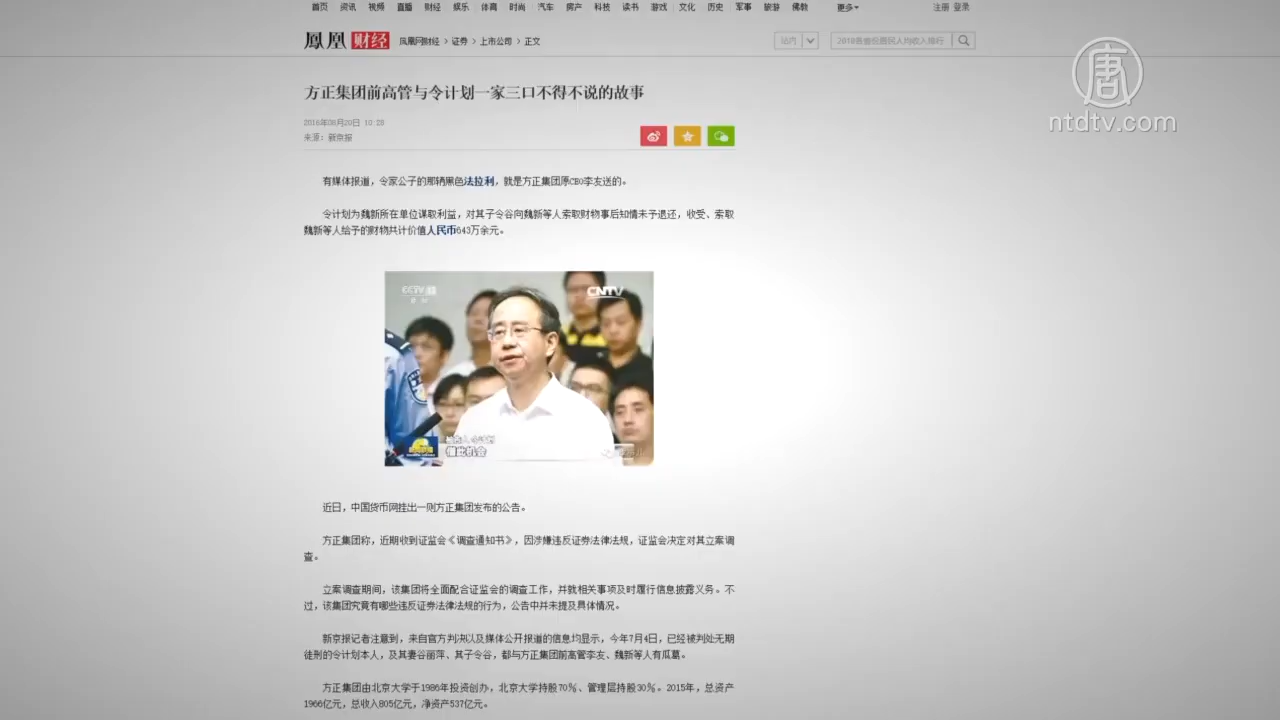 首页 资讯 视频 直播 财经 娱乐 体育 时尚 汽车 房产 科技 读书 游戏 文化 历史 军事 旅游 佛教 更多 注册 登录
鳳凰 财经 凤凰网财经 > 证券 > 上市公司 > 正文 站内
唐
ntdtv.com
方正集团前高管与令计划一家三口不得不说的故事
2016年08月20日 10:20
来源：新京报
有媒体报道，令家公子的那辆黑色法拉利，就是方正集团原CEO李友送的。
令计划为魏新所在单位谋取利益，对其子令谷向魏新等人索取财物事后知情未予退还，收受、索取
魏新等人给予的财物共计价值人民币643万余元。
CNTV
借此机会
近日，中国货币网挂出一则方正集团发布的公告。
方正集团称，近期收到证监会《调查通知书》，因涉嫌违反证券法律法规，证监会决定对其立案调
查。
立案调查期间，该集团将全面配合证监会的调查工作，并就相关事项及时履行信息披露义务。不
过，该集团究竟有哪些违反证券法律法规的行为，公告中并未提及具体情况。
新京报记者注意到，来自官方判决以及媒体公开报道的信息均显示，今年7月4日，已经被判处无期
徒刑的令计划本人，及其妻谷丽萍、其子令谷，都与方正集团前高管李友、魏新等人有瓜葛。
方正集团由北京大学于1986年投资创办，北京大学持股70%、管理层持股30%。2015年，总资产
1966亿元，总收入805亿元，净资产537亿元。